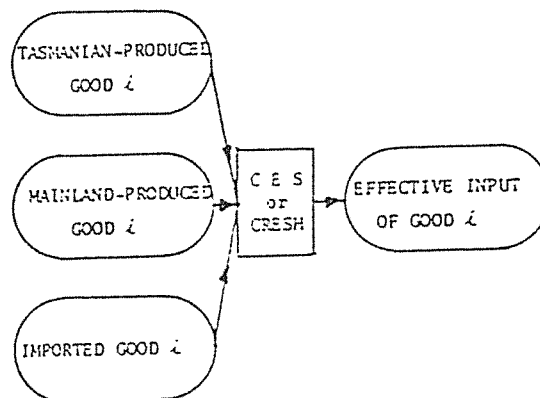 TASMANIAN-PRODUCED
GOOD i
MAINLAND-PRODUCED
GOOD i
IMPORTED GOOD i
C E S
or
CRESH
EFFECTIVE INPUT
OF GOOD i